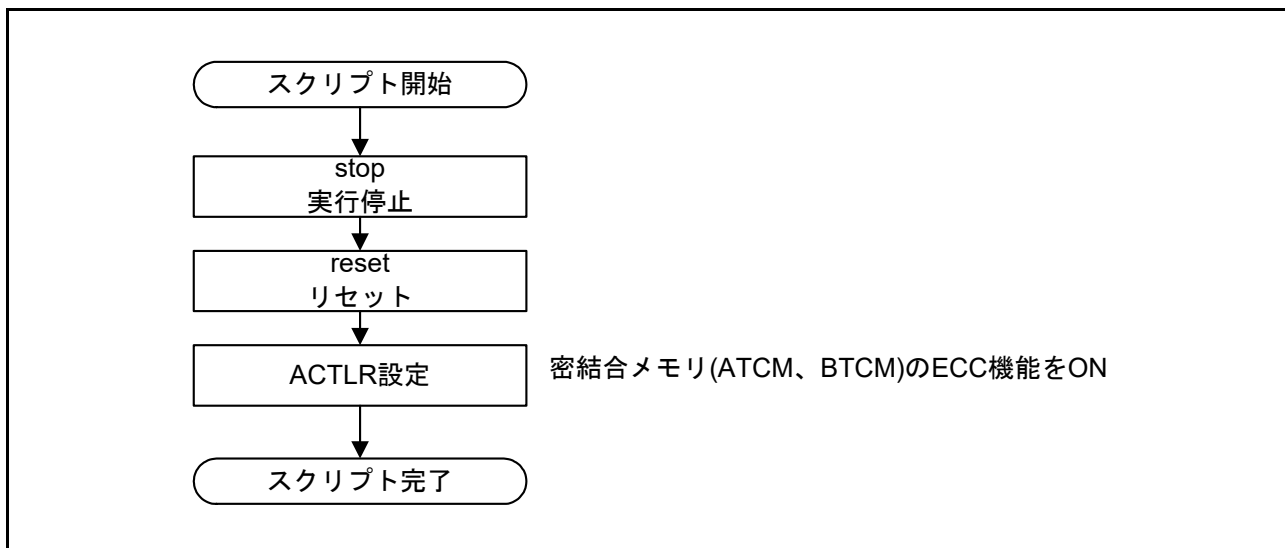 スクリプト開始
stop
実行停止
reset
リセット
ACTLR設定
密結合メモリ(ATCM、BTCM)のECC機能をON
スクリプト完了